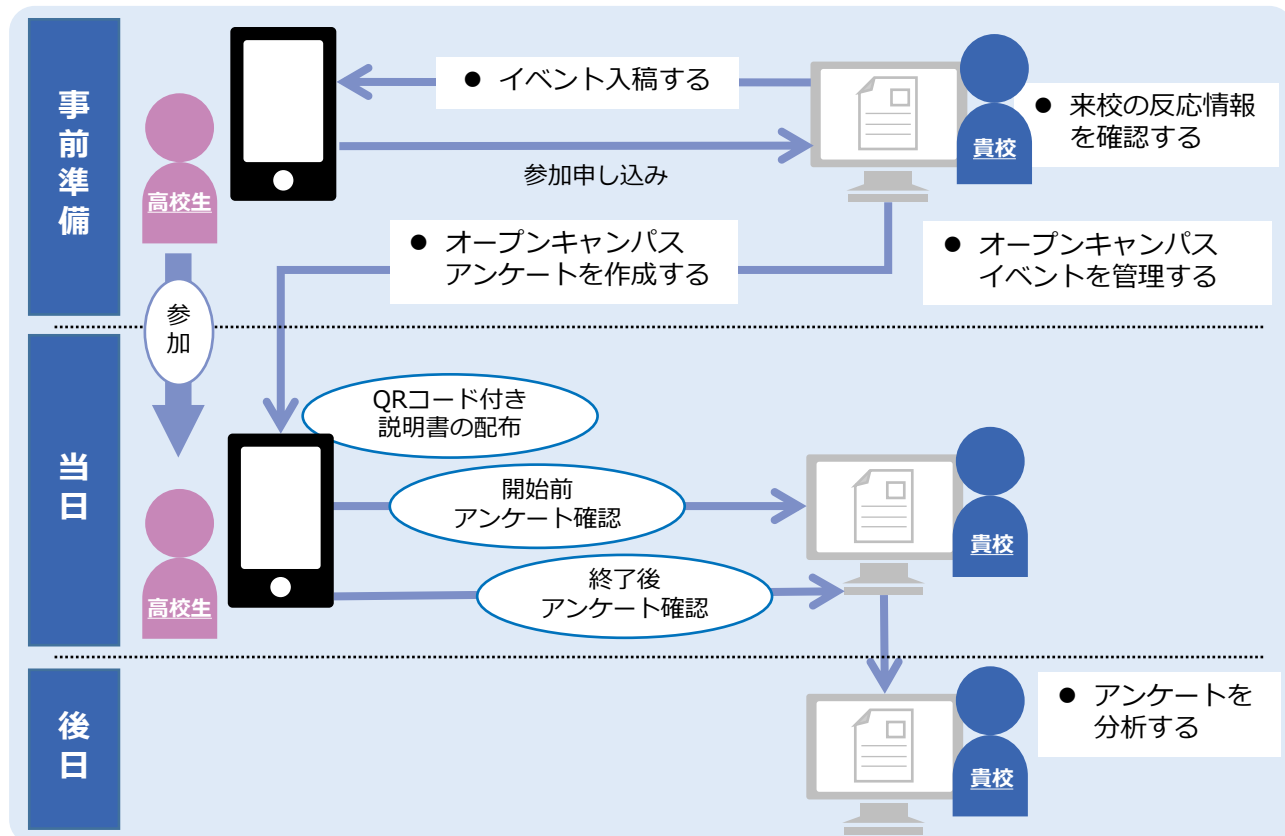 事前準備
● イベント入稿する
● 来校の反応情報
を確認する
貴校
参加申し込み
高校生
● オープンキャンパス
アンケートを作成する
● オープンキャンパス
イベントを管理する
参加
当日
QRコード付き
説明書の配布
開始前
アンケート確認
貴校
終了後
アンケート確認
高校生
後日
● アンケートを
分析する
貴校